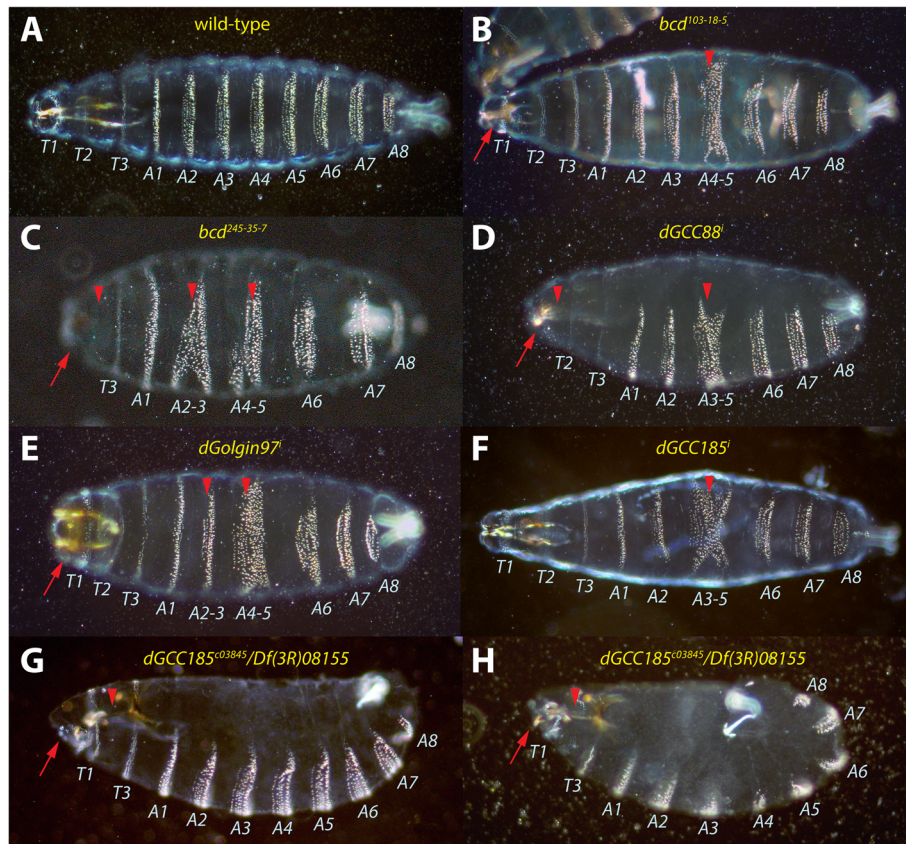 A wild-type
T1 T2 T3 A1 A2 A3 A4 A5 A6 A7 A8
B bcd103-18-5
T1 T2 T3 A1 A2 A3 A4-5 A6 A7 A8
C bcd245-35-7
T3 A1 A2-3 A4-5 A6 A7 A8
D dGCC88i
T2 T3 A1 A2 A3-5 A6 A7 A8
E dGolgin97i
T1 T2 T3 A1 A2-3 A4-5 A6 A7 A8
F dGCC185i
T1 T2 T3 A1 A2 A3-5 A6 A7 A8
G dGCC185c03845/Df(3R)08155
T1 T3 A1 A2 A3 A4 A5 A6 A7 A8
H dGCC185c03845/Df(3R)08155
T1 T3 A1 A2 A3 A4 A5 A6 A7 A8